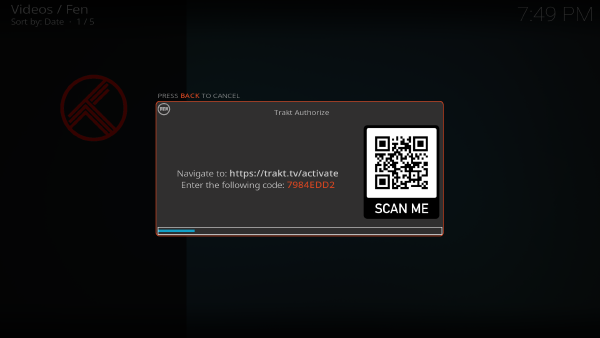 Videos / Fen
Sort by: Date · 1 / 5
7:49 PM
PRESS BACK TO CANCEL
FEN
Trakt Authorize
Navigate to: https://trakt.tv/activate
Enter the following code: 7984EDD2
SCAN ME